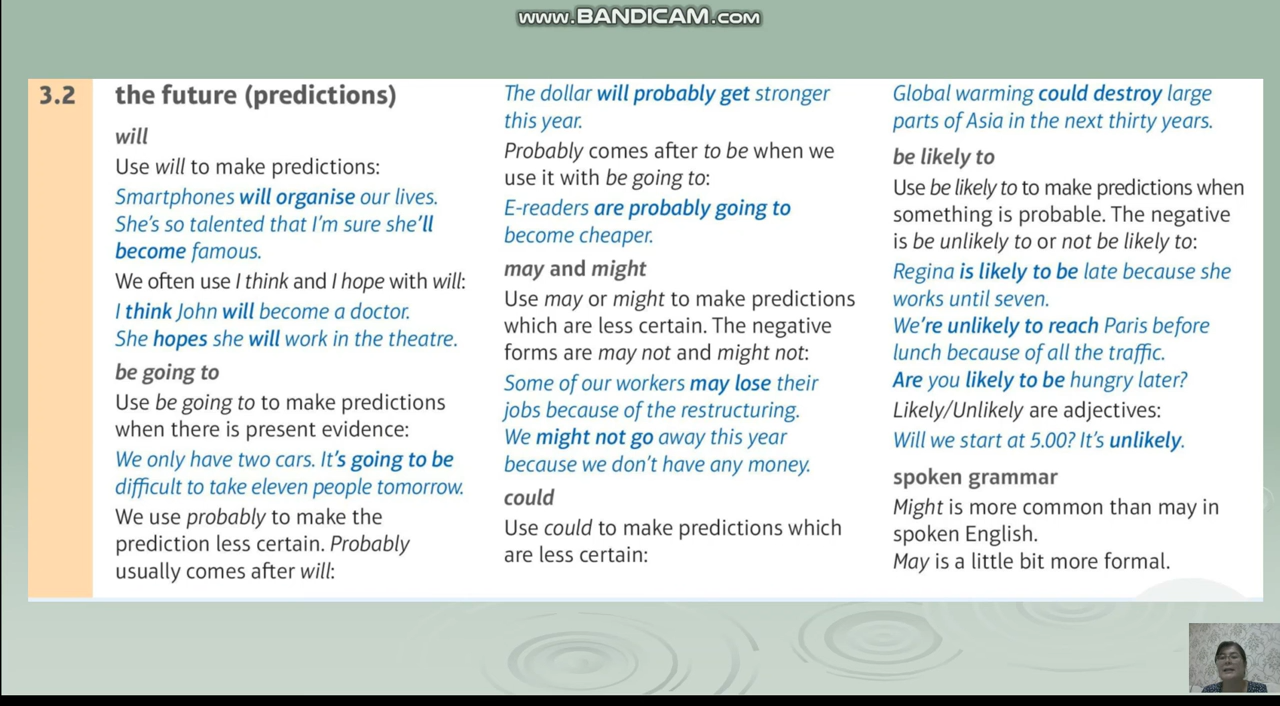 www.BANDICAM.com
3.2 the future (predictions)
will
Use will to make predictions:
Smartphones will organise our lives.
She's so talented that I'm sure she'll
become famous.
We often use I think and I hope with will:
I think John will become a doctor.
She hopes she will work in the theatre.
be going to
Use be going to to make predictions
when there is present evidence:
We only have two cars. It's going to be
difficult to take eleven people tomorrow.
We use probably to make the
prediction less certain. Probably
usually comes after will:
The dollar will probably get stronger
this year.
Probably comes after to be when we
use it with be going to:
E-readers are probably going to
become cheaper.
may and might
Use may or might to make predictions
which are less certain. The negative
forms are may not and might not:
Some of our workers may lose their
jobs because of the restructuring.
We might not go away this year
because we don't have any money.
could
Use could to make predictions which
are less certain:
Global warming could destroy large
parts of Asia in the next thirty years.
be likely to
Use be likely to to make predictions when
something is probable. The negative
is be unlikely to or not be likely to:
Regina is likely to be late because she
works until seven.
We're unlikely to reach Paris before
lunch because of all the traffic.
Are you likely to be hungry later?
Likely/Unlikely are adjectives:
Will we start at 5.00? It's unlikely.
spoken grammar
Might is more common than may in
spoken English.
May is a little bit more formal.